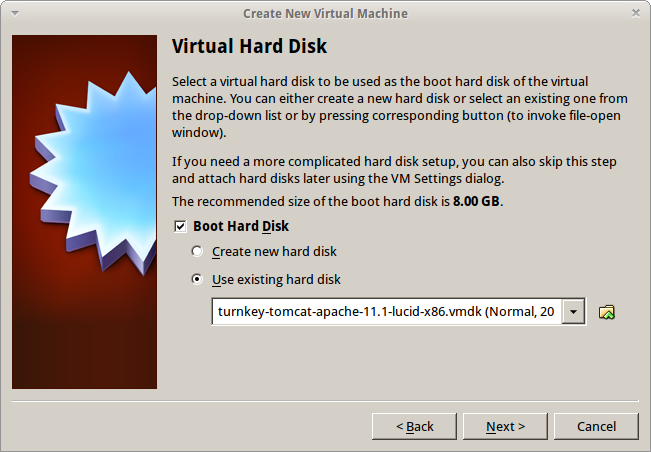 Create New Virtual Machine
Virtual Hard Disk
Select a virtual hard disk to be used as the boot hard disk of the virtual
machine. You can either create a new hard disk or select an existing one from
the drop-down list or by pressing corresponding button (to invoke file-open
window).
If you need a more complicated hard disk setup, you can also skip this step
and attach hard disks later using the VM Settings dialog.
The recommended size of the boot hard disk is 8.00 GB.
Boot Hard Disk
Create new hard disk
Use existing hard disk
turnkey-tomcat-apache-11.1-lucid-x86.vmdk (Normal, 20
< Back
Next >
Cancel